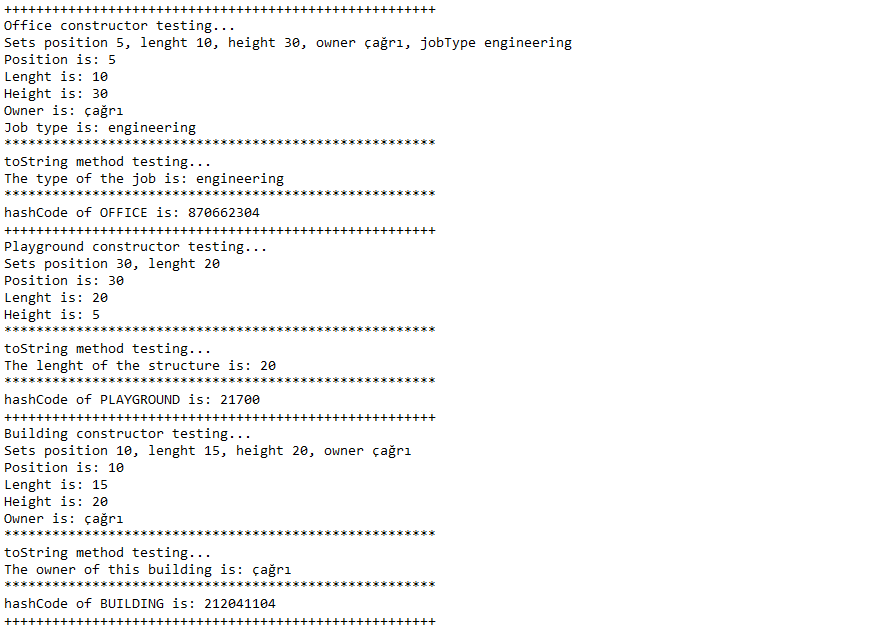 ++++++++++++++++++++++++++++++++++++++++++++++++++++++
Office constructor testing...
Sets position 5, lenght 10, height 30, owner çağrı, jobType engineering
Position is: 5
Lenght is: 10
Height is: 30
Owner is: çağrı
Job type is: engineering
******************************************************
toString method testing...
The type of the job is: engineering
******************************************************
hashCode of OFFICE is: 870662304
++++++++++++++++++++++++++++++++++++++++++++++++++++++
Playground constructor testing...
Sets position 30, lenght 20
Position is: 30
Lenght is: 20
Height is: 5
******************************************************
toString method testing...
The lenght of the structure is: 20
******************************************************
hashCode of PLAYGROUND is: 21700
++++++++++++++++++++++++++++++++++++++++++++++++++++++
Building constructor testing...
Sets position 10, lenght 15, height 20, owner çağrı
Position is: 10
Lenght is: 15
Height is: 20
Owner is: çağrı
******************************************************
toString method testing...
The owner of this building is: çağrı
******************************************************
hashCode of BUILDING is: 212041104
++++++++++++++++++++++++++++++++++++++++++++++++++++++